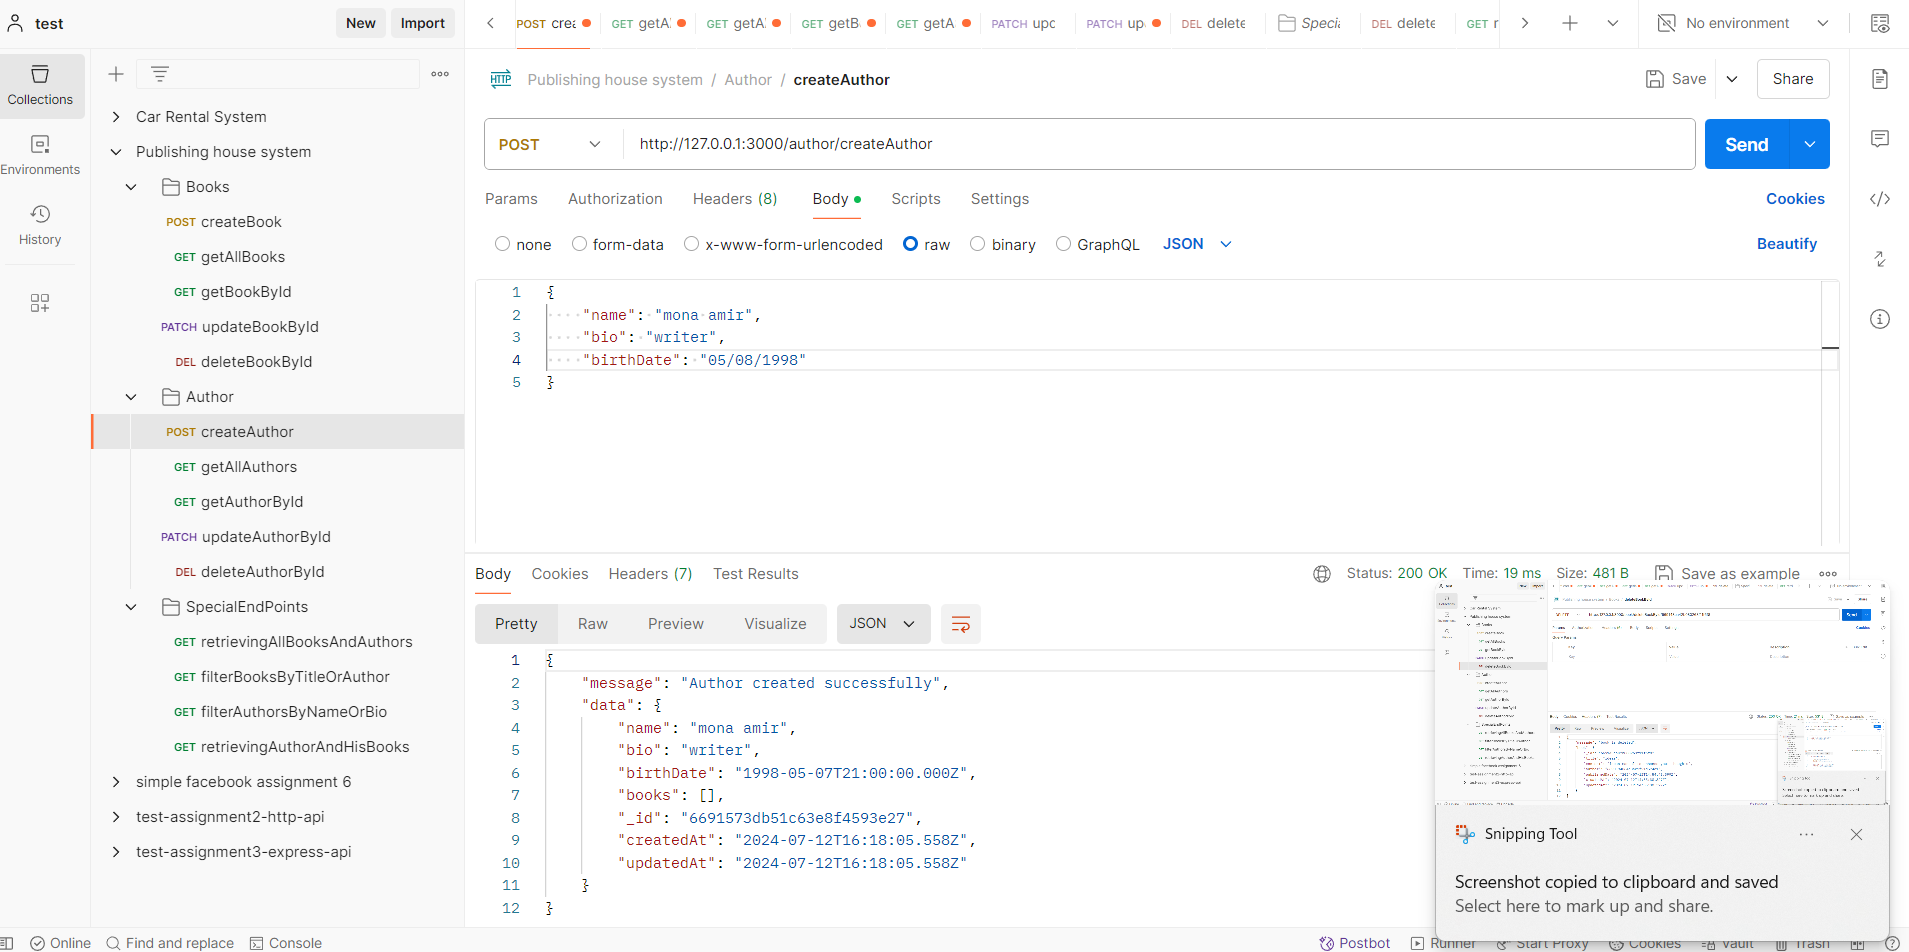 test
New
Import
POST crea
GET getA
GET getA
GET getB
GET getA
PATCH upd
PATCH up
DEL delete
Specia
DEL delete
GET r
No environment
Collections
Environments
History
Car Rental System
Publishing house system
Books
POST createBook
GET getAllBooks
GET getBookById
PATCH updateBookById
DEL deleteBookById
Author
POST createAuthor
GET getAllAuthors
GET getAuthorById
PATCH updateAuthorById
DEL deleteAuthorById
SpecialEndPoints
GET retrievingAllBooksAndAuthors
GET filterBooksByTitleOrAuthor
GET filterAuthorsByNameOrBio
GET retrievingAuthorAndHisBooks
simple facebook assignment 6
test-assignment2-http-api
test-assignment3-express-api
HTTP Publishing house system / Author / createAuthor
Save
Share
POST
http://127.0.0.1:3000/author/createAuthor
Send
Params Authorization Headers (8) Body Scripts Settings
Cookies
none form-data x-www-form-urlencoded raw binary GraphQL JSON
Beautify
1 {
2 "name": "mona amir",
3 "bio": "writer",
4 "birthDate": "05/08/1998"
5 }
Body Cookies Headers (7) Test Results
Status: 200 OK Time: 19 ms Size: 481 B Save as example
Pretty Raw Preview Visualize JSON
1 {
2 "message": "Author created successfully",
3 "data": {
4 "name": "mona amir",
5 "bio": "writer",
6 "birthDate": "1998-05-07T21:00:00.000Z",
7 "books": [],
8 "_id": "6691573db51c63e8f4593e27",
9 "createdAt": "2024-07-12T16:18:05.558Z",
10 "updatedAt": "2024-07-12T16:18:05.558Z"
11 }
12 }
Snipping Tool
Screenshot copied to clipboard and saved
Select here to mark up and share.
Online
Find and replace
Console
Postbot
Runner
Start Proxy
Cookies
Vault
Trash